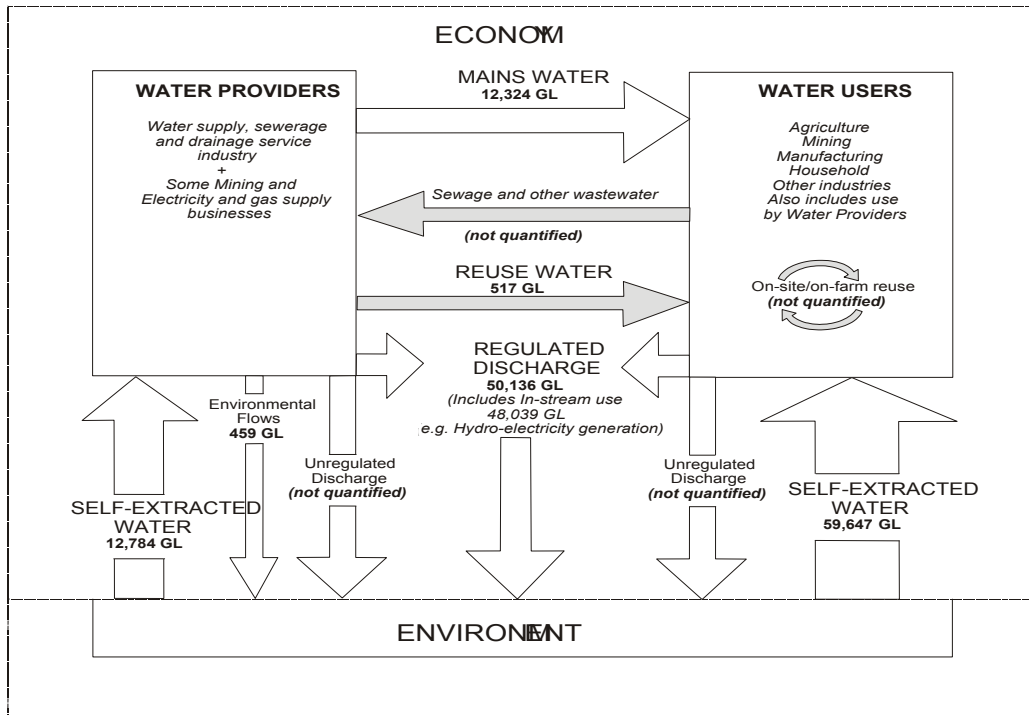 ECONOMY
WATER PROVIDERS
Water supply, sewerage
and drainage service
industry
+
Some Mining and
Electricity and gas supply
businesses
MAINS WATER
12,324 GL
Sewage and other wastewater
(not quantified)
REUSE WATER
517 GL
WATER USERS
Agriculture
Mining
Manufacturing
Household
Other industries
Also includes use
by Water Providers
On-site/on-farm reuse
(not quantified)
REGULATED
DISCHARGE
50,136 GL
(Includes In-stream use
48,039 GL
e.g. Hydro-electricity generation)
Environmental
Flows
459 GL
Unregulated
Discharge
(not quantified)
Unregulated
Discharge
(not quantified)
SELF-EXTRACTED
WATER
12,784 GL
SELF-EXTRACTED
WATER
59,647 GL
ENVIRONMENT